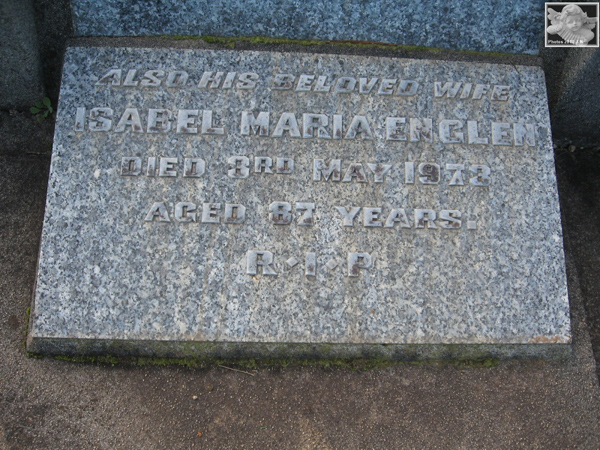 ALSO HIS BELOVED WIFE
ISABEL MARIA ENGLEN
DIED 3RD MAY 1973
AGED 87 YEARS.
R·I·P